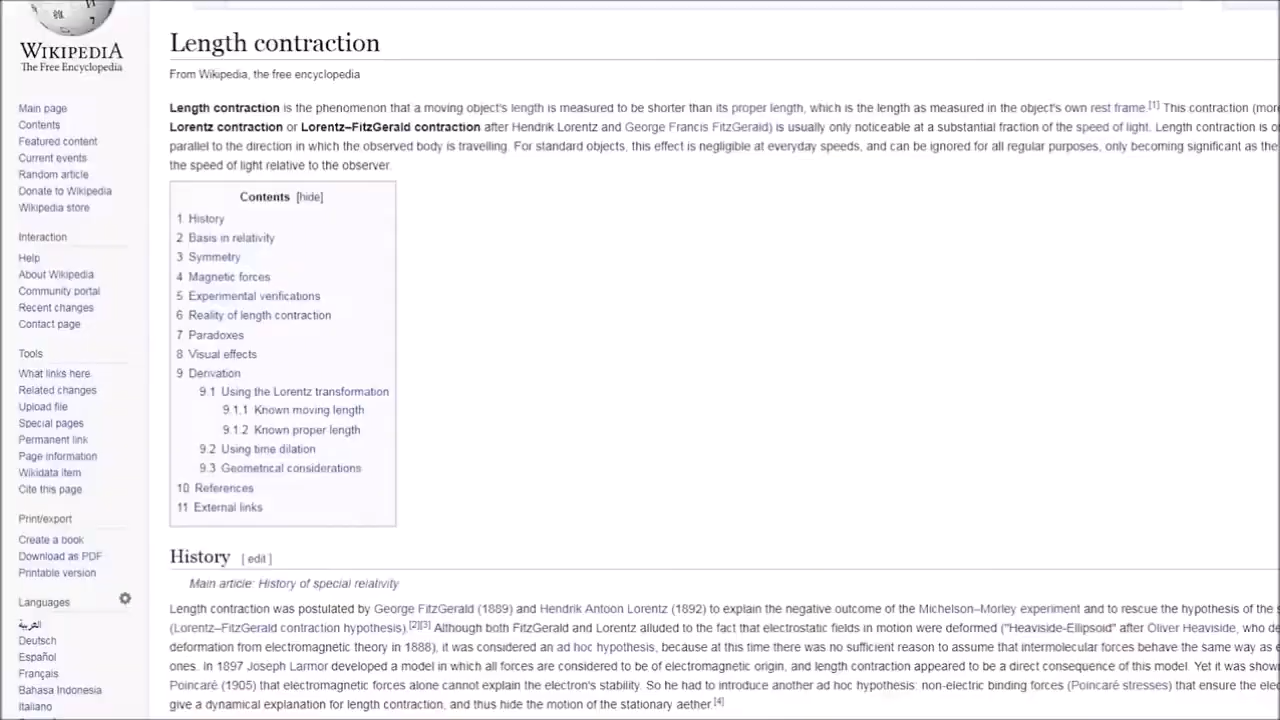 WIKIPEDIA
The Free Encyclopedia
Main page
Contents
Featured content
Current events
Random article
Donate to Wikipedia
Wikipedia store
Interaction
Help
About Wikipedia
Community portal
Recent changes
Contact page
Tools
What links here
Related changes
Upload file
Special pages
Permanent link
Page information
Wikidata item
Cite this page
Print/export
Create a book
Download as PDF
Printable version
Languages
العربية
Deutsch
Español
Français
Bahasa Indonesia
Italiano
Length contraction
From Wikipedia, the free encyclopedia
Length contraction is the phenomenon that a moving object's length is measured to be shorter than its proper length, which is the length as measured in the object's own rest frame.[1] This contraction (mor
Lorentz contraction or Lorentz–FitzGerald contraction after Hendrik Lorentz and George Francis FitzGerald) is usually only noticeable at a substantial fraction of the speed of light. Length contraction is o
parallel to the direction in which the observed body is travelling. For standard objects, this effect is negligible at everyday speeds, and can be ignored for all regular purposes, only becoming significant as the
the speed of light relative to the observer.
Contents [hide]
1 History
2 Basis in relativity
3 Symmetry
4 Magnetic forces
5 Experimental verifications
6 Reality of length contraction
7 Paradoxes
8 Visual effects
9 Derivation
9.1 Using the Lorentz transformation
9.1.1 Known moving length
9.1.2 Known proper length
9.2 Using time dilation
9.3 Geometrical considerations
10 References
11 External links
History [ edit ]
Main article: History of special relativity
Length contraction was postulated by George FitzGerald (1889) and Hendrik Antoon Lorentz (1892) to explain the negative outcome of the Michelson–Morley experiment and to rescue the hypothesis of the s
(Lorentz–FitzGerald contraction hypothesis).[2][3] Although both FitzGerald and Lorentz alluded to the fact that electrostatic fields in motion were deformed ("Heaviside-Ellipsoid" after Oliver Heaviside, who de
deformation from electromagnetic theory in 1888), it was considered an ad hoc hypothesis, because at this time there was no sufficient reason to assume that intermolecular forces behave the same way as e
ones. In 1897 Joseph Larmor developed a model in which all forces are considered to be of electromagnetic origin, and length contraction appeared to be a direct consequence of this model. Yet it was show
Poincaré (1905) that electromagnetic forces alone cannot explain the electron's stability. So he had to introduce another ad hoc hypothesis: non-electric binding forces (Poincaré stresses) that ensure the ele
give a dynamical explanation for length contraction, and thus hide the motion of the stationary aether.[4]